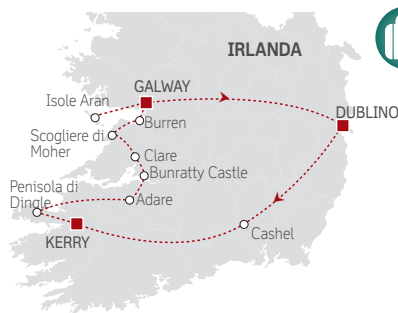 IRLANDA
GALWAY
Isole Aran
DUBLINO
Burren
Scogliere di
Moher
Clare
Bunratty Castle
Penisola di
Dingle
Adare
KERRY
Cashel